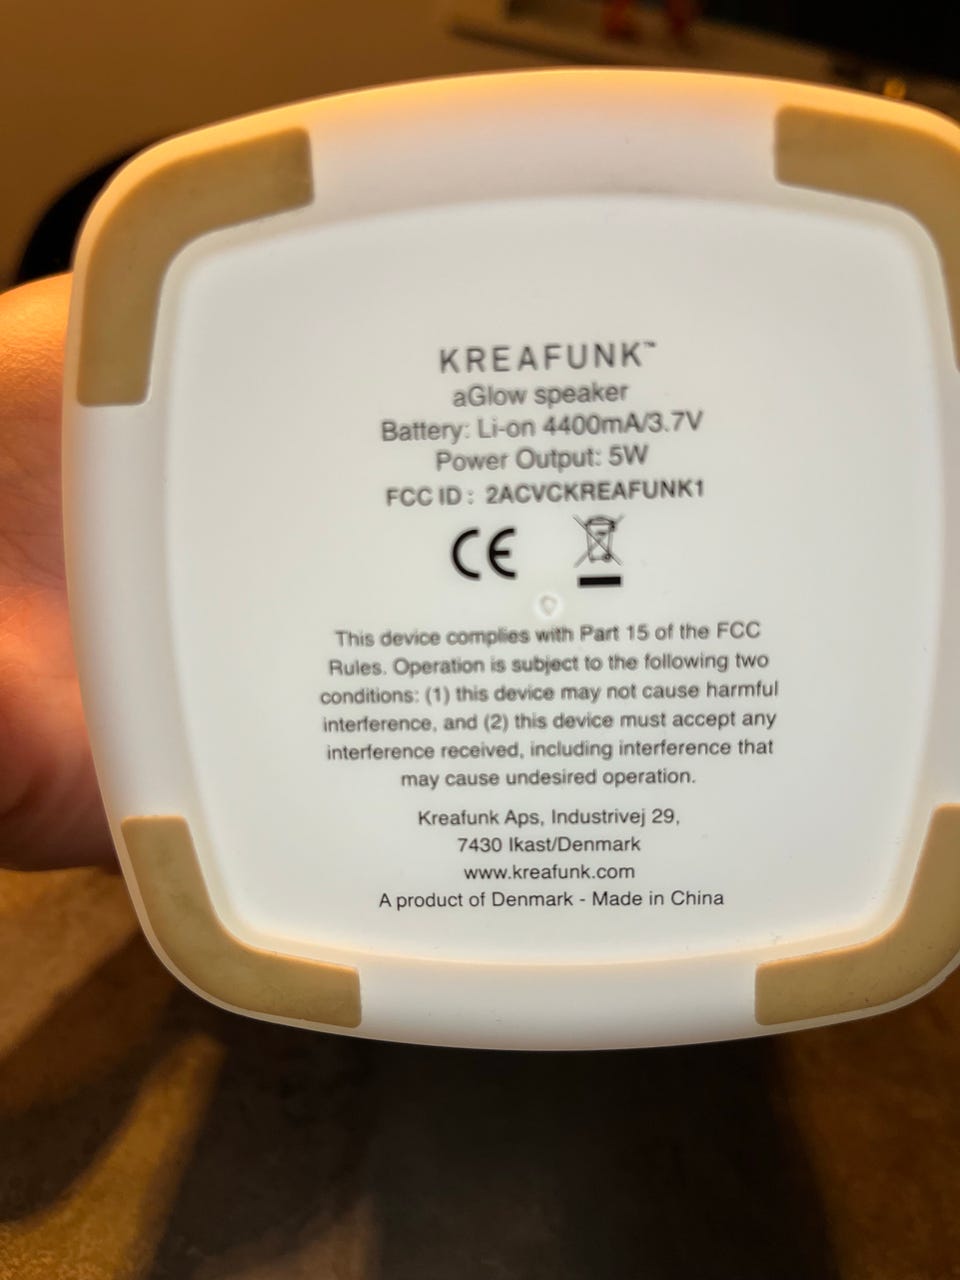 KREAFUNK™
aGlow speaker
Battery: Li-on 4400mA/3.7V
Power Output: 5W
FCC ID : 2ACVCKREAFUNK1
CE
This device complies with Part 15 of the FCC
Rules. Operation is subject to the following two
conditions: (1) this device may not cause harmful
interference, and (2) this device must accept any
interference received, including interference that
may cause undesired operation.
Kreafunk Aps, Industrivej 29,
7430 Ikast/Denmark
www.kreafunk.com
A product of Denmark - Made in China